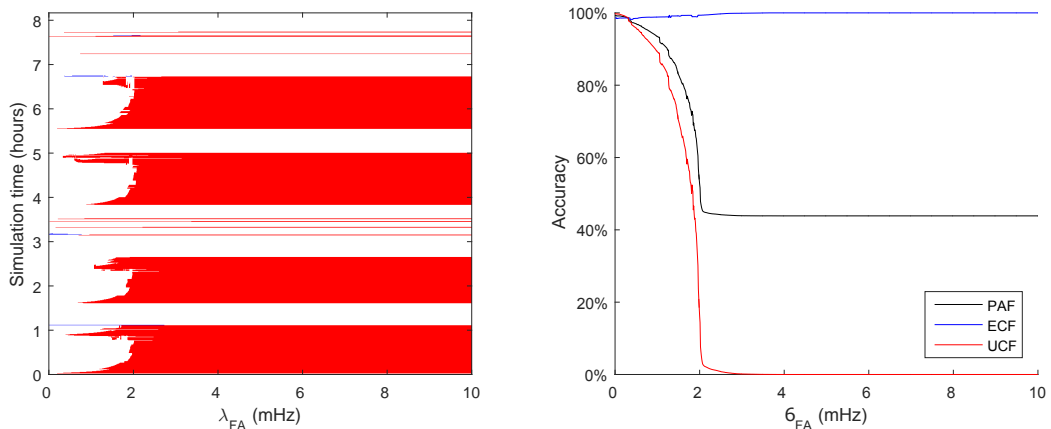 Simulation time (hours)
8
7
6
5
4
3
2
1
0
0 2 4 6 8 10
λFA (mHz)
Accuracy
100%
80%
60%
40%
20%
0%
0 2 4 6 8 10
6FA (mHz)
PAF
ECF
UCF